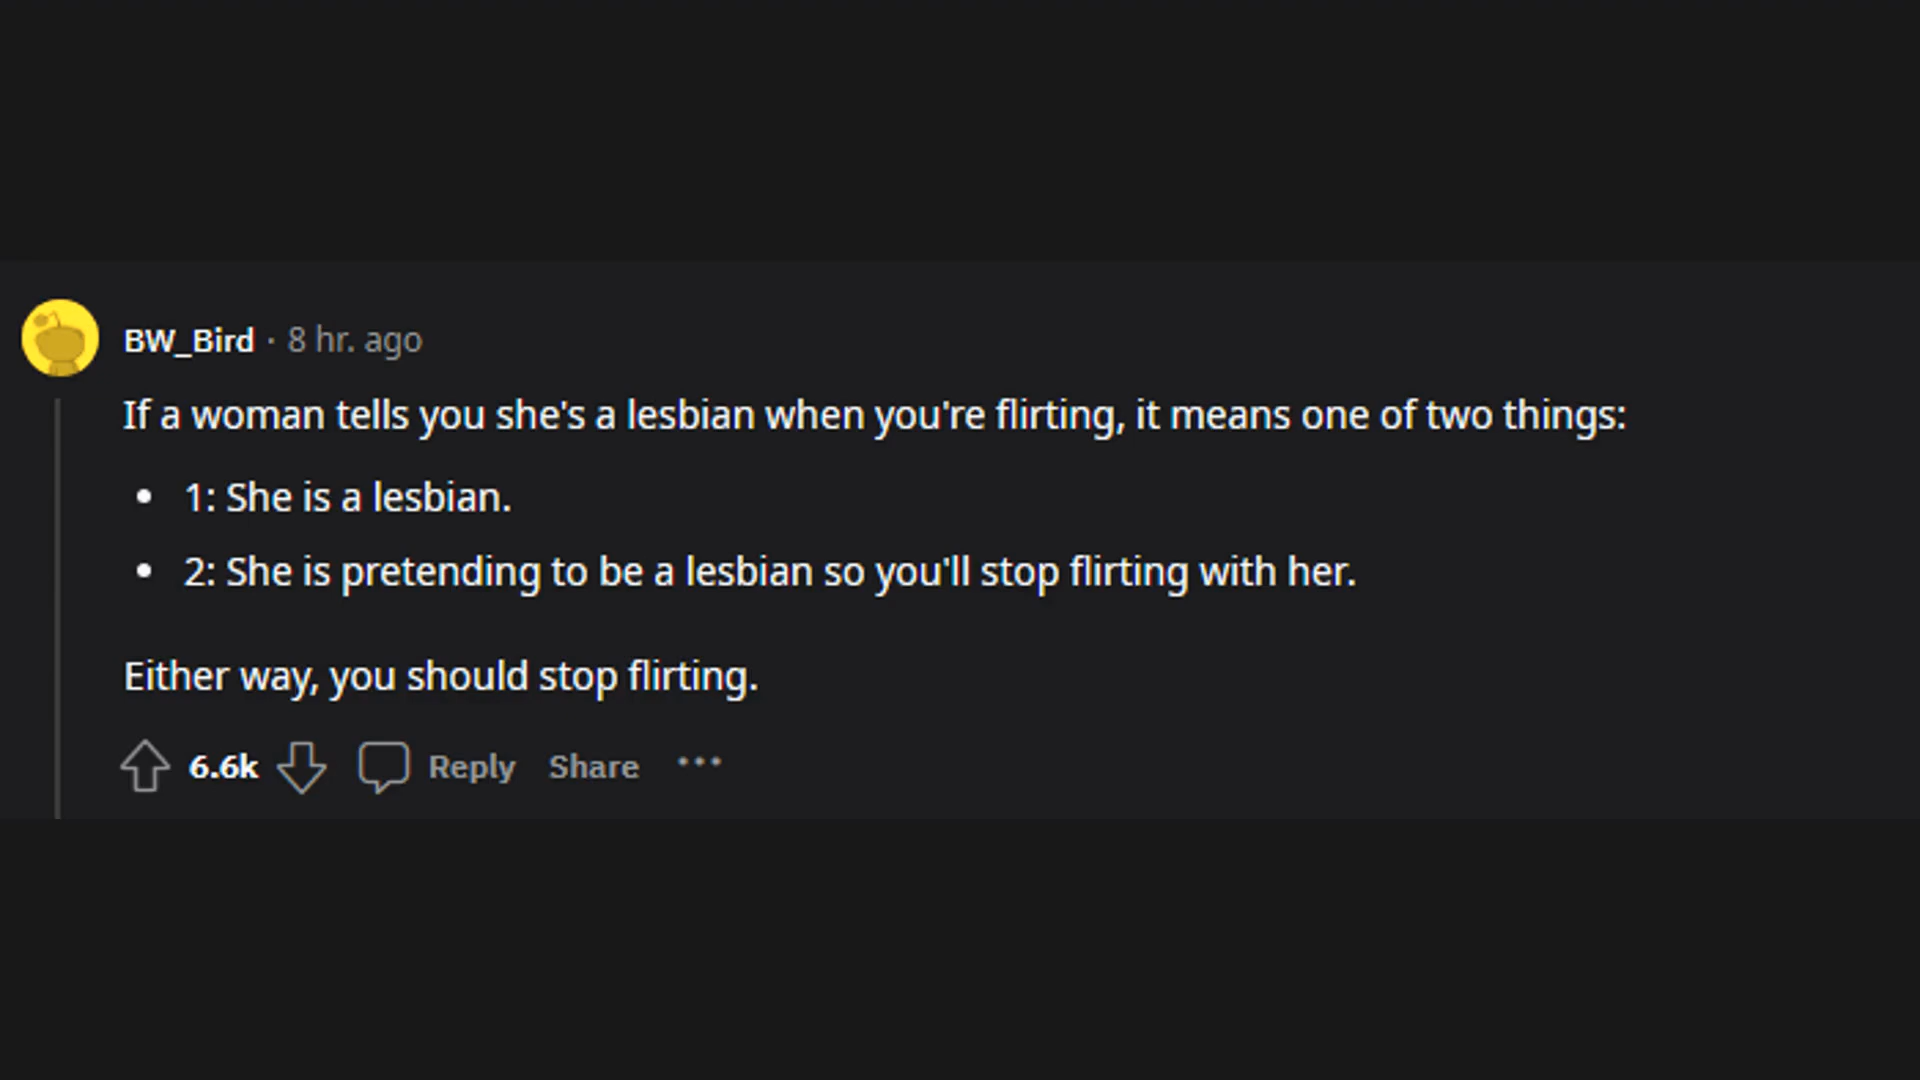 BW_Bird · 8 hr. ago
If a woman tells you she's a lesbian when you're flirting, it means one of two things:
• 1: She is a lesbian.
• 2: She is pretending to be a lesbian so you'll stop flirting with her.
Either way, you should stop flirting.
6.6k Reply Share ···